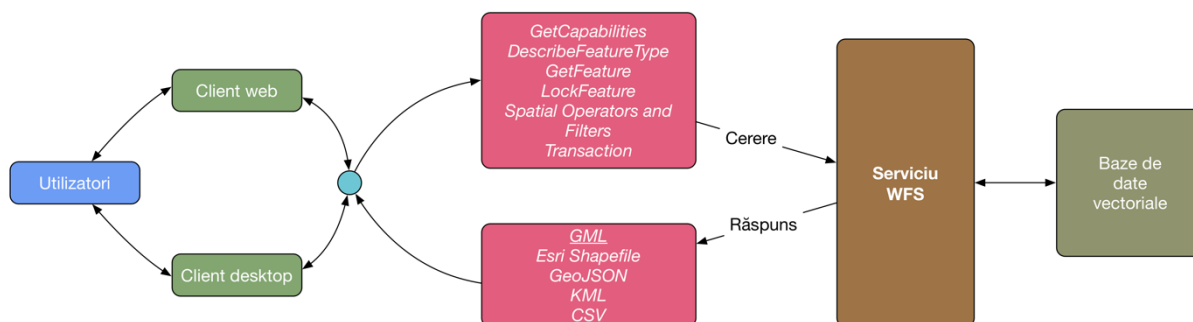 Utilizatori
Client web
Client desktop
GetCapabilities
DescribeFeatureType
GetFeature
LockFeature
Spatial Operators and
Filters
Transaction
Cerere
Răspuns
GML
Esri Shapefile
GeoJSON
KML
CSV
Serviciu
WFS
Baze de
date
vectoriale